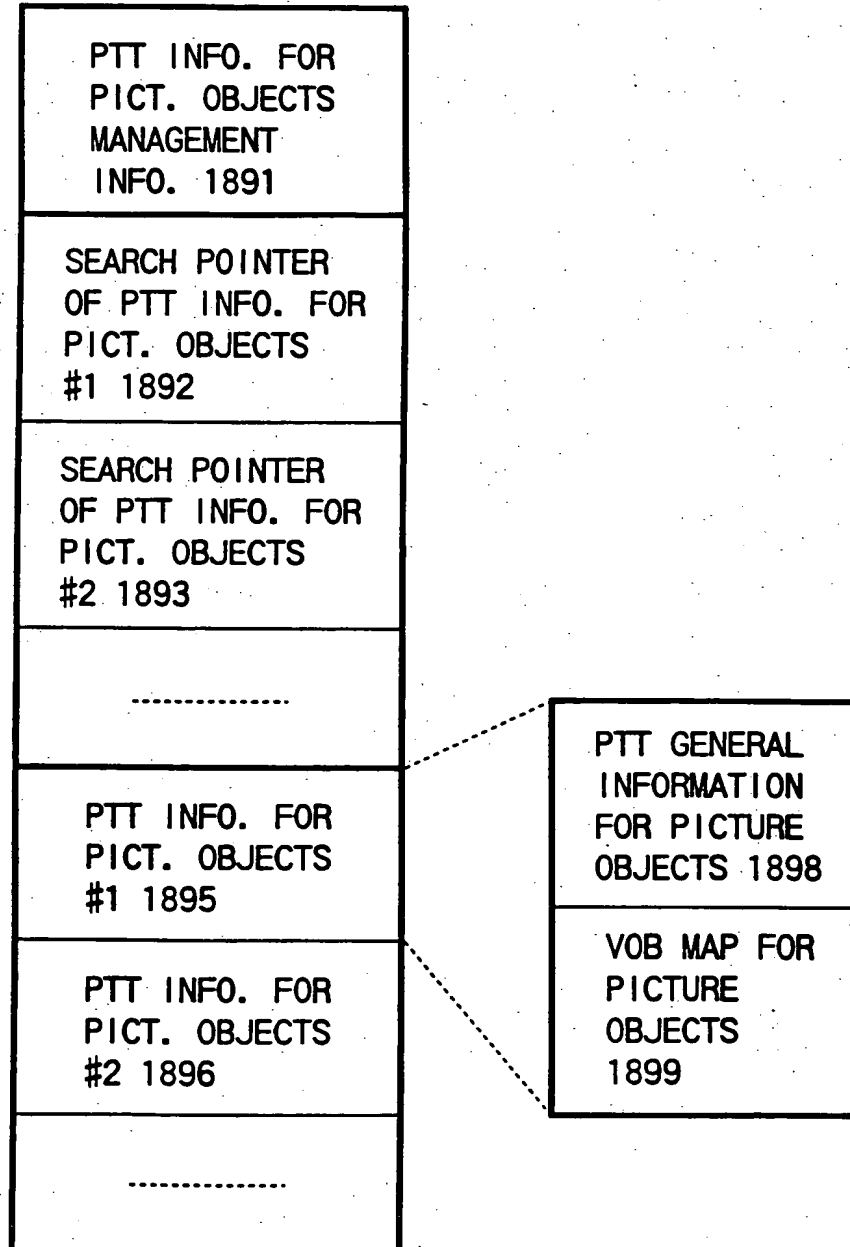 PTT INFO. FOR
PICT. OBJECTS
MANAGEMENT
INFO. 1891
SEARCH POINTER
OF PTT INFO. FOR
PICT. OBJECTS
#1 1892
SEARCH POINTER
OF PTT INFO. FOR
PICT. OBJECTS
#2 1893
PTT INFO. FOR
PICT. OBJECTS
#1 1895
PTT INFO. FOR
PICT. OBJECTS
#2 1896
PTT GENERAL
INFORMATION
FOR PICTURE
OBJECTS 1898
VOB MAP FOR
PICTURE
OBJECTS
1899